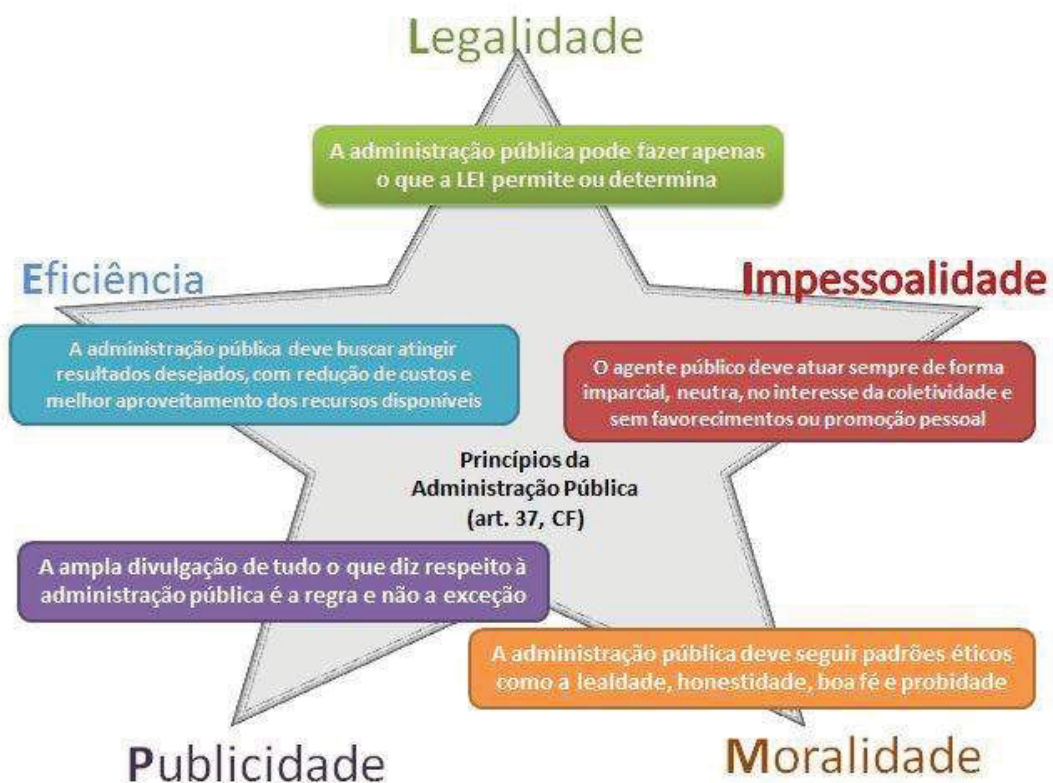 Legalidade
A administração pública pode fazer apenas
o que a LEI permite ou determina
Eficiência
A administração pública deve buscar atingir
resultados desejados, com redução de custos e
melhor aproveitamento dos recursos disponíveis
Impessoalidade
O agente público deve atuar sempre de forma
imparcial, neutra, no interesse da coletividade e
sem favorecimentos ou promoção pessoal
Princípios da
Administração Pública
(art. 37, CF)
A ampla divulgação de tudo o que diz respeito à
administração pública é a regra e não a exceção
Publicidade
A administração pública deve seguir padrões éticos
como a lealdade, honestidade, boa fé e probidade
Moralidade